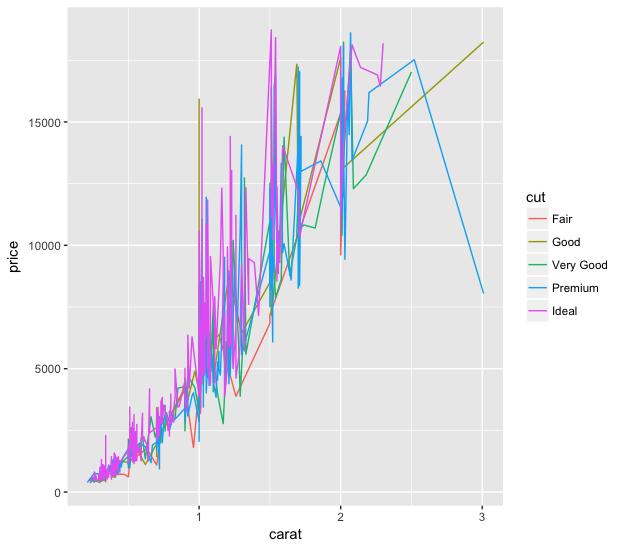 15000
10000
5000
0
price
1
2
3
carat
cut
Fair
Good
Very Good
Premium
Ideal